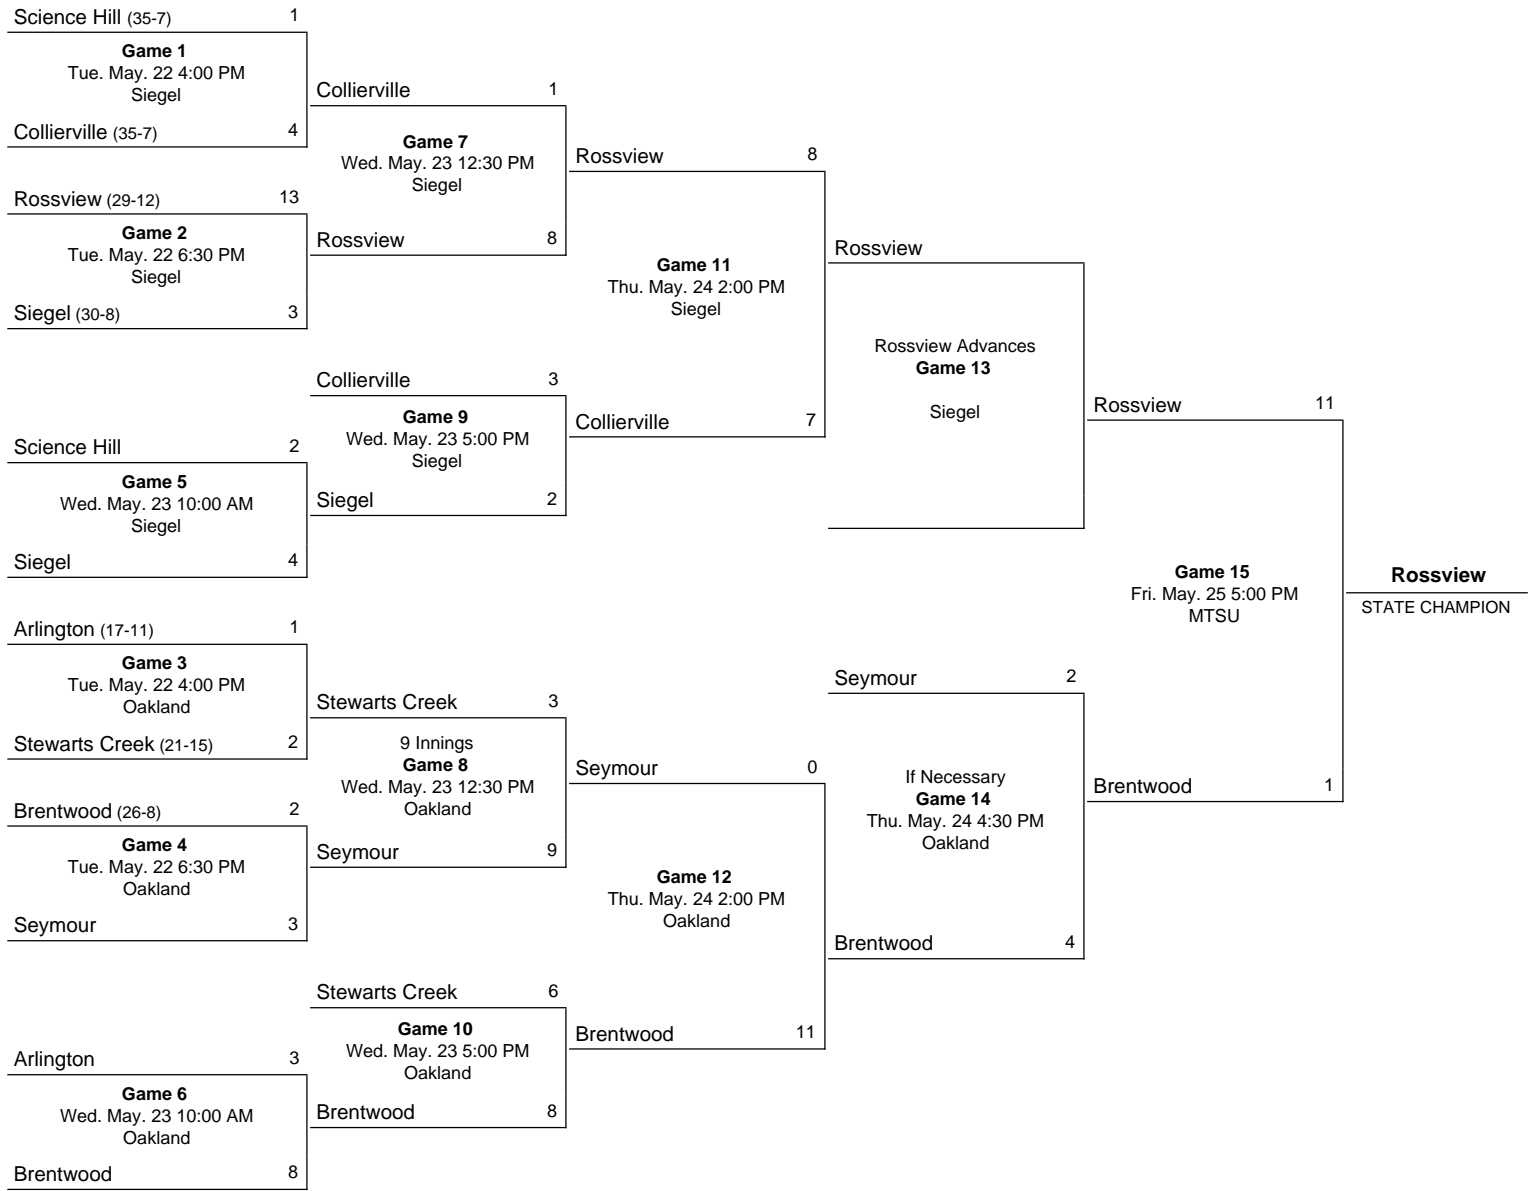 Science Hill (35-7) 1
Game 1
Tue. May. 22 4:00 PM
Siegel
Collierville (35-7) 4
Rossview (29-12) 13
Game 2
Tue. May. 22 6:30 PM
Siegel
Siegel (30-8) 3
Science Hill 2
Game 5
Wed. May. 23 10:00 AM
Siegel
Siegel 4
Arlington (17-11) 1
Game 3
Tue. May. 22 4:00 PM
Oakland
Stewarts Creek (21-15) 2
Brentwood (26-8) 2
Game 4
Tue. May. 22 6:30 PM
Oakland
Seymour 3
Arlington 3
Game 6
Wed. May. 23 10:00 AM
Oakland
Brentwood 8
Collierville 1
Game 7
Wed. May. 23 12:30 PM
Siegel
Rossview 8
Collierville 3
Game 9
Wed. May. 23 5:00 PM
Siegel
Siegel 2
Stewarts Creek 3
9 Innings
Game 8
Wed. May. 23 12:30 PM
Oakland
Seymour 9
Stewarts Creek 6
Game 10
Wed. May. 23 5:00 PM
Oakland
Brentwood 8
Rossview 8
Game 11
Thu. May. 24 2:00 PM
Siegel
Collierville 7
Seymour 0
Game 12
Thu. May. 24 2:00 PM
Oakland
Brentwood 11
Rossview
Rossview Advances
Game 13
Siegel
Seymour 2
If Necessary
Game 14
Thu. May. 24 4:30 PM
Oakland
Brentwood 4
Rossview 11
Game 15
Fri. May. 25 5:00 PM
MTSU
Brentwood 1
Rossview
STATE CHAMPION